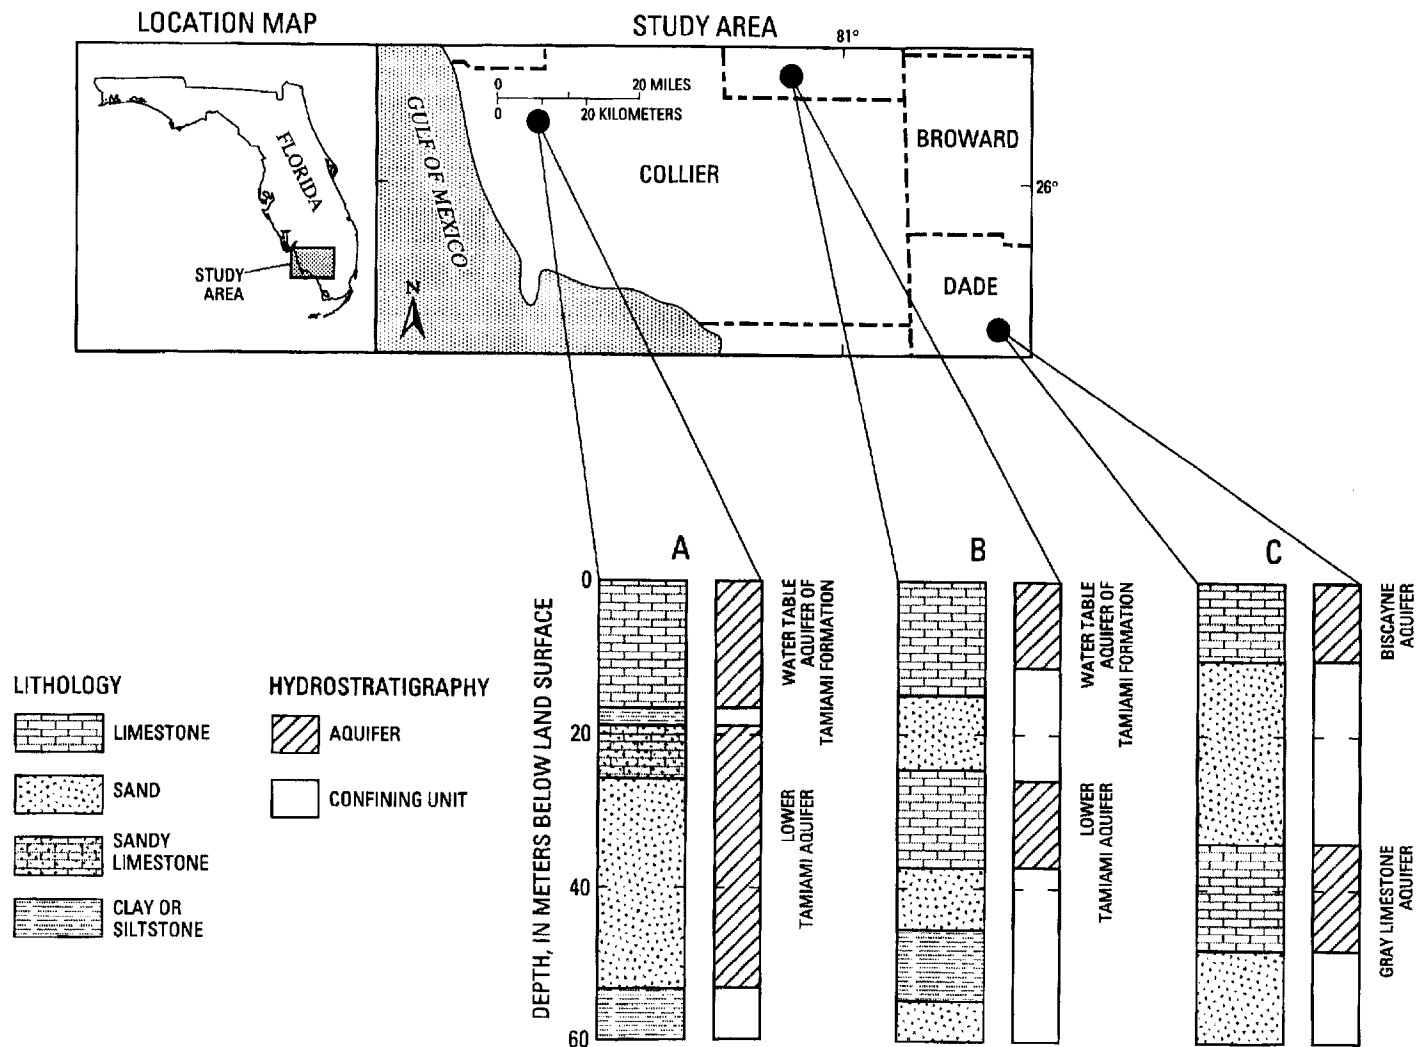 LOCATION MAP
STUDY AREA
81°
0 20 MILES
0 20 KILOMETERS
GULF OF MEXICO
COLLIER
BROWARD
26°
DADE
FLORIDA
STUDY
AREA
N
A
B
C
LITHOLOGY
LIMESTONE
SAND
SANDY
LIMESTONE
CLAY OR
SILTSTONE
HYDROSTRATIGRAPHY
AQUIFER
CONFINING UNIT
DEPTH, IN METERS BELOW LAND SURFACE
0
20
40
60
WATER TABLE
AQUIFER OF
TAMIAMI FORMATION
LOWER
TAMIAMI AQUIFER
WATER TABLE
AQUIFER OF
TAMIAMI FORMATION
LOWER
TAMIAMI AQUIFER
BISCAYNE
AQUIFER
GRAY LIMESTONE
AQUIFER